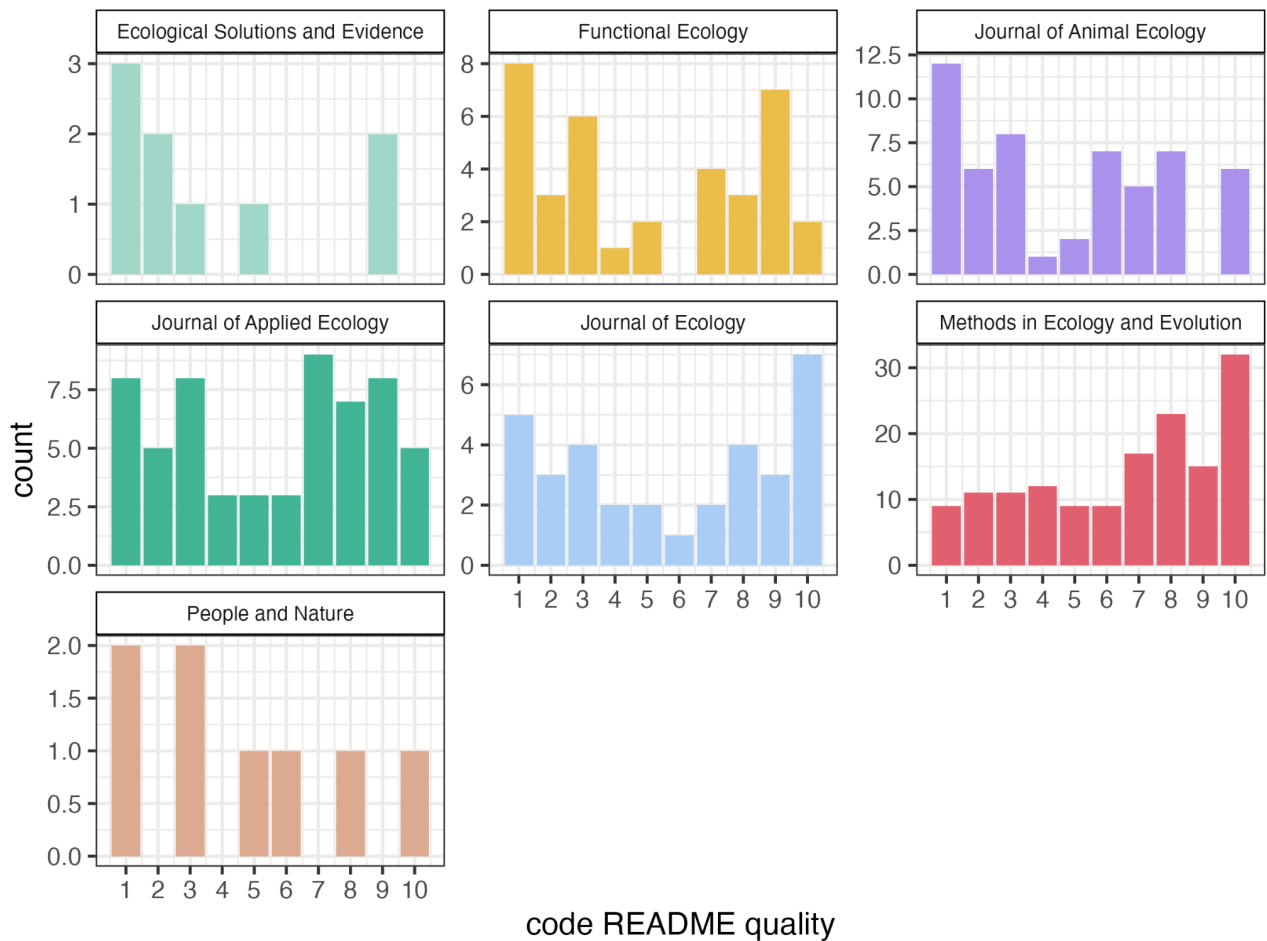 Ecological Solutions and Evidence
Functional Ecology
Journal of Animal Ecology
3
2
1
0
8
6
4
2
0
12.5
10.0
7.5
5.0
2.5
0.0
Journal of Applied Ecology
Journal of Ecology
Methods in Ecology and Evolution
7.5
5.0
2.5
0.0
6
4
2
0
30
20
10
0
1 2 3 4 5 6 7 8 9 10
1 2 3 4 5 6 7 8 9 10
People and Nature
2.0
1.5
1.0
0.5
0.0
1 2 3 4 5 6 7 8 9 10
count
code README quality